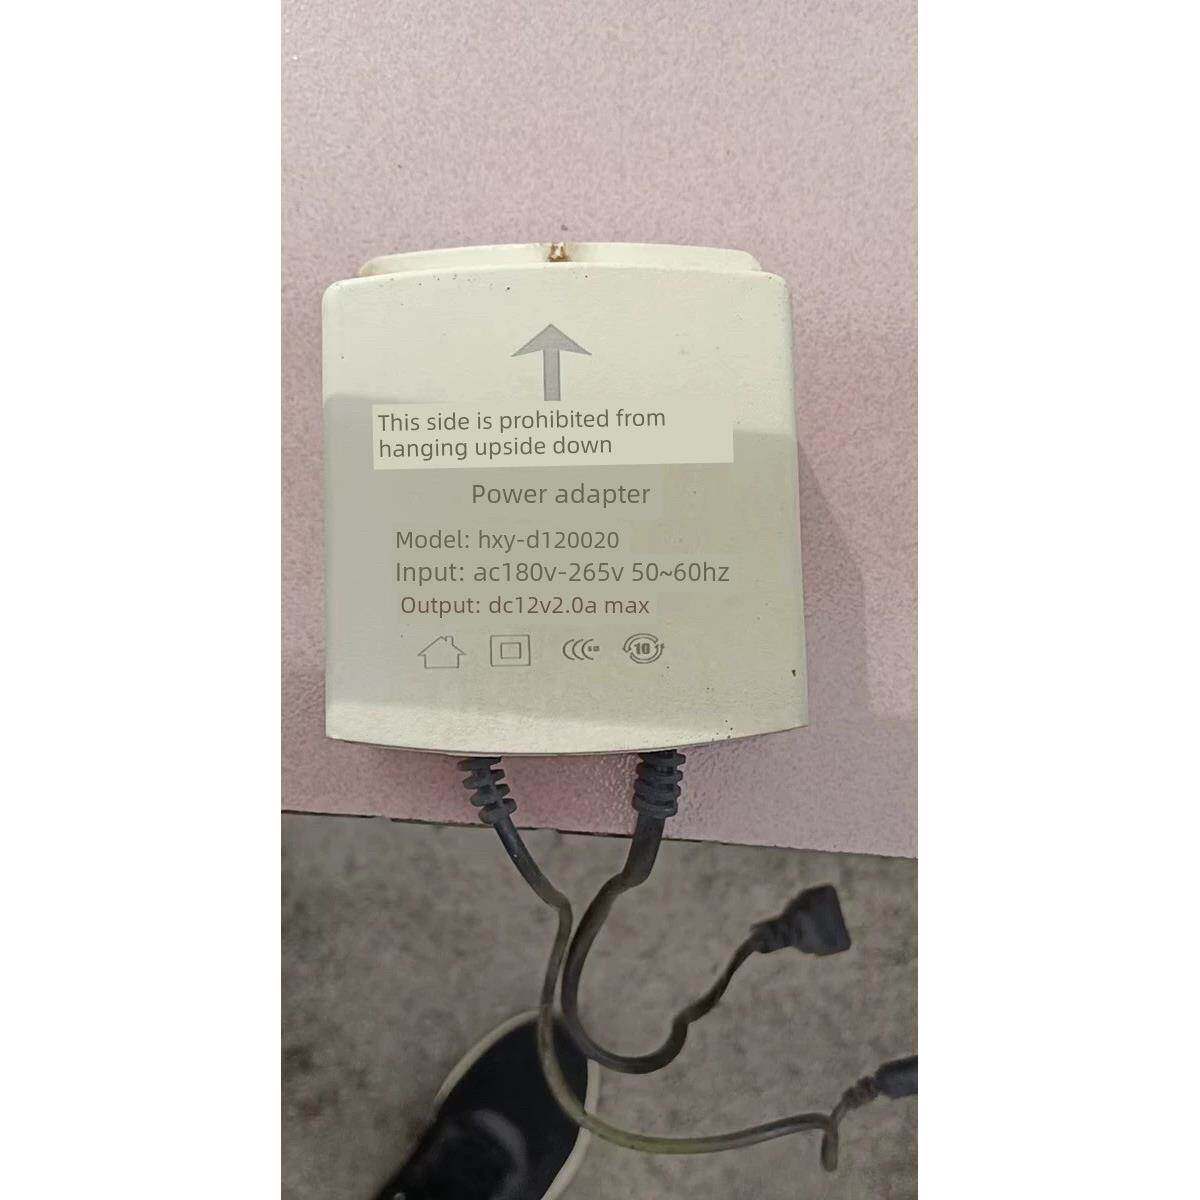 This side is prohibited from
hanging upside down
Power adapter
Model: hxy-d120020
Input: ac180v-265v 50~60hz
Output: dc12v2.0a max
10